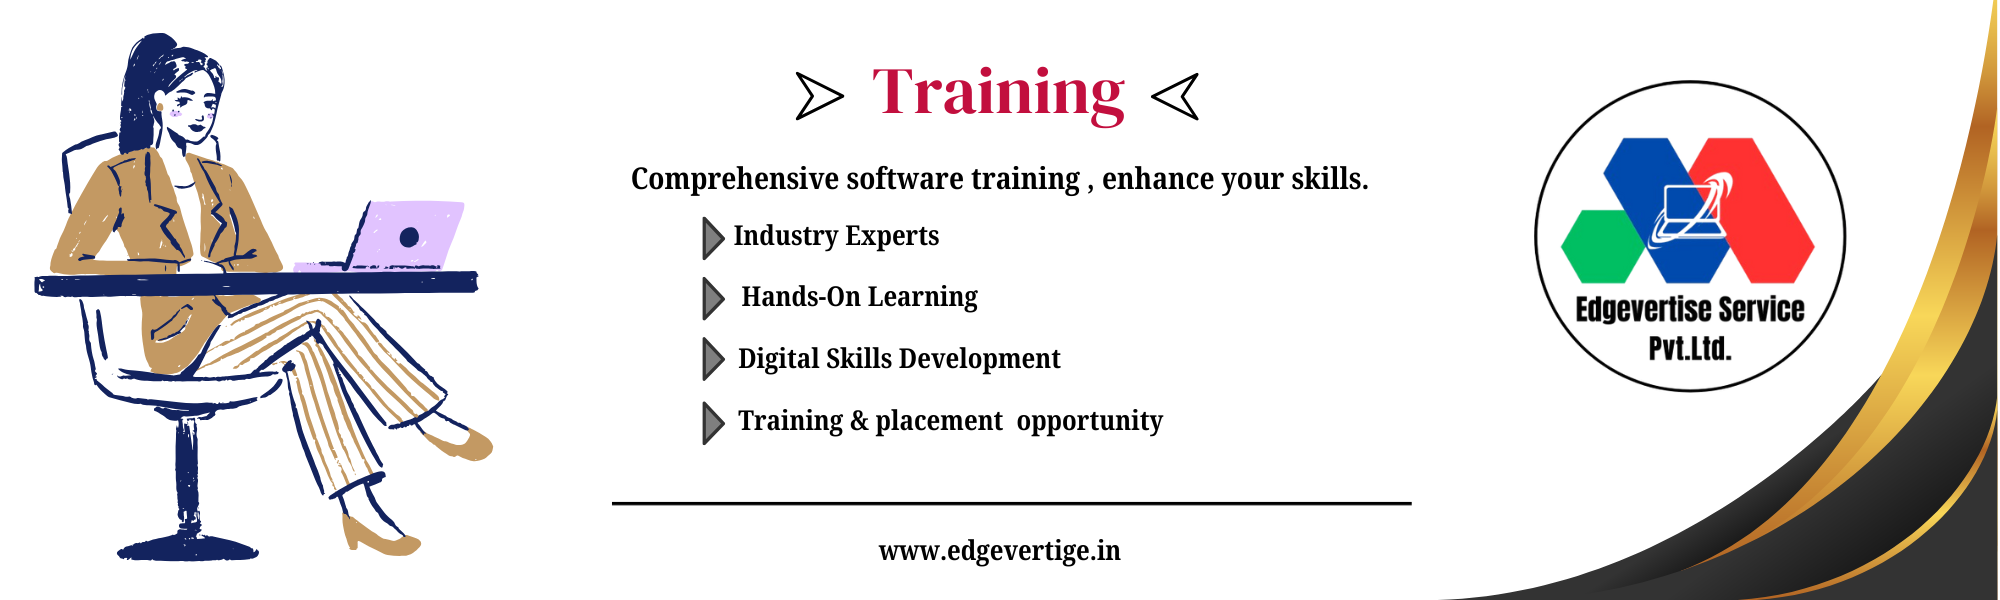 Training
Comprehensive software training , enhance your skills.
Industry Experts
Hands-On Learning
Digital Skills Development
Training & placement  opportunity
www.edgevertige.in
Edgevertise Service
Pvt.Ltd.